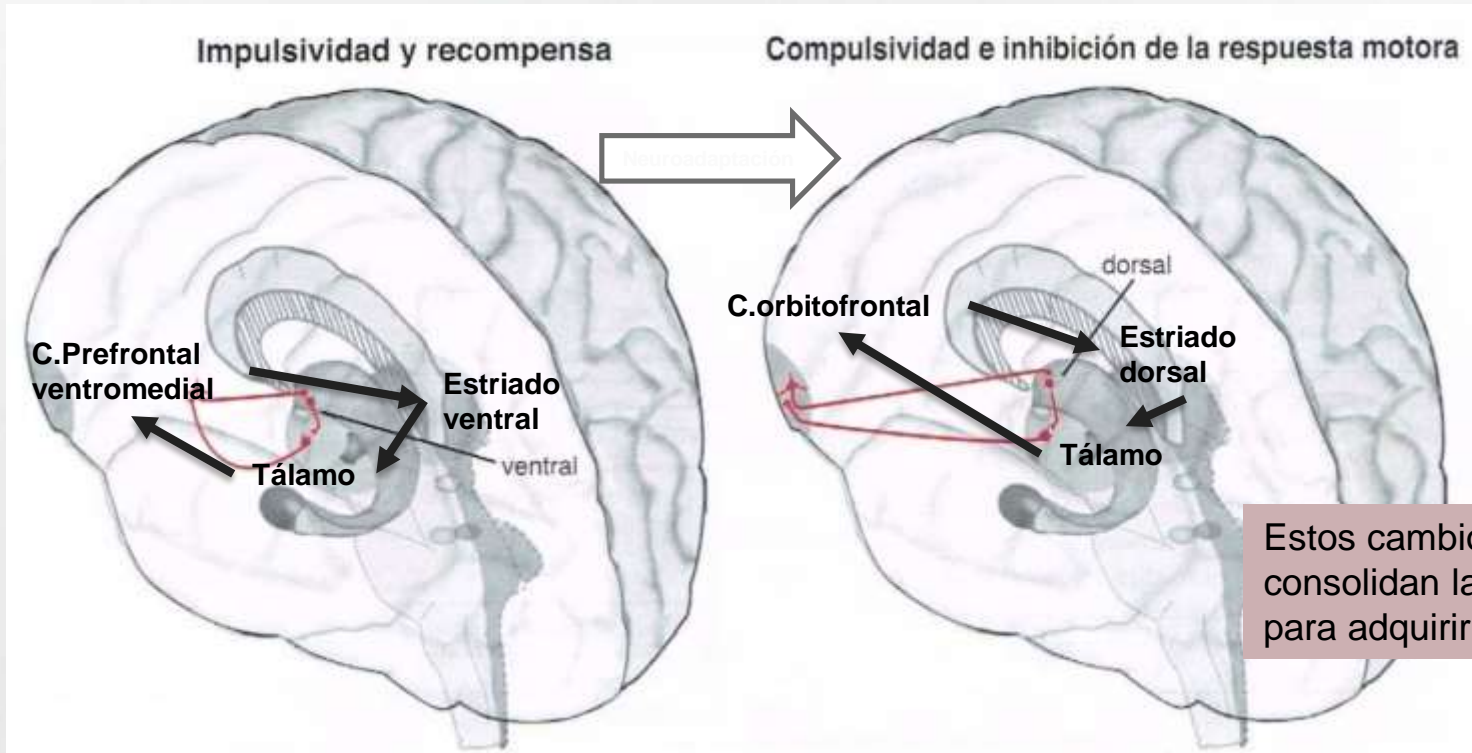 Impulsividad y recompensa
Compulsividad e inhibición de la respuesta motora
Neuroadaptación
C.Prefrontal
ventromedial
Estriado
ventral
Tálamo
ventral
dorsal
C.orbitofrontal
Estriado
dorsal
Tálamo
Estos cambio
consolidan la
para adquirir